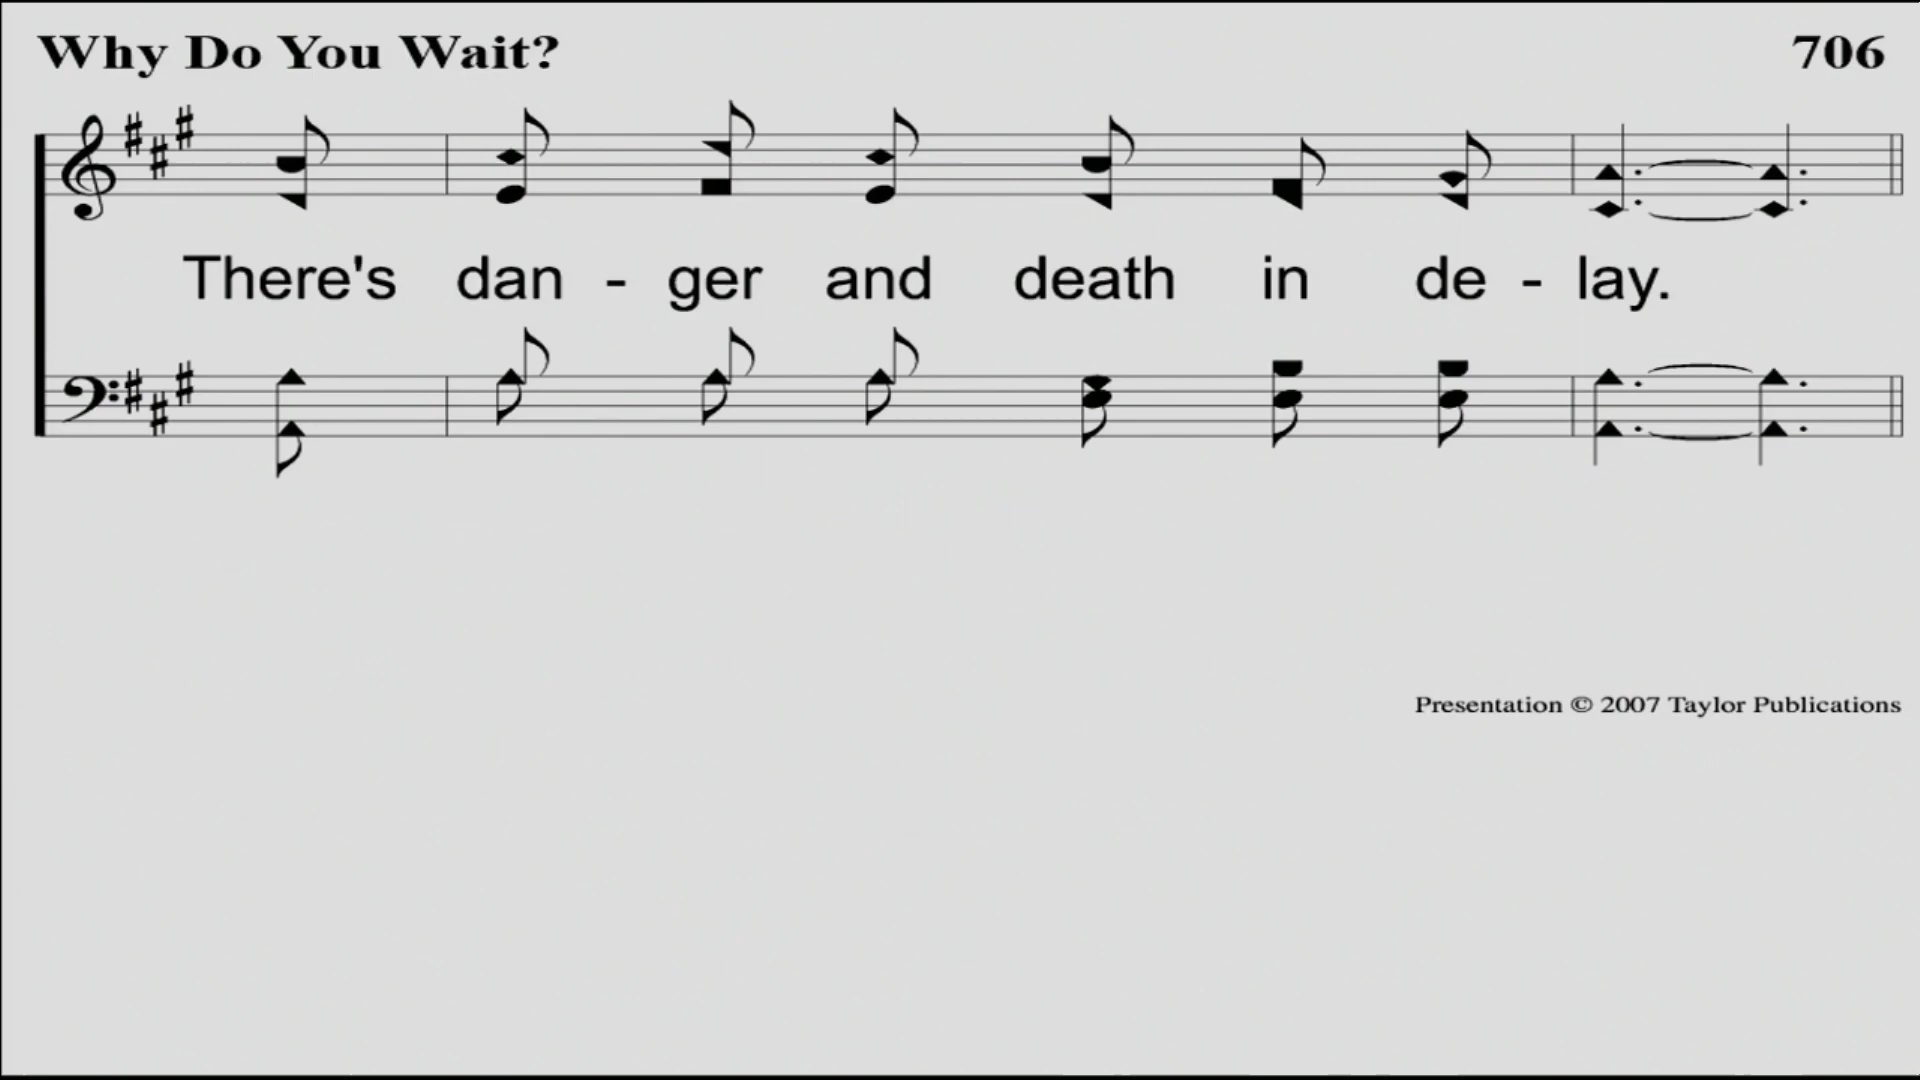 Why Do You Wait? 706
There's dan - ger and death in de - lay.
Presentation © 2007 Taylor Publications